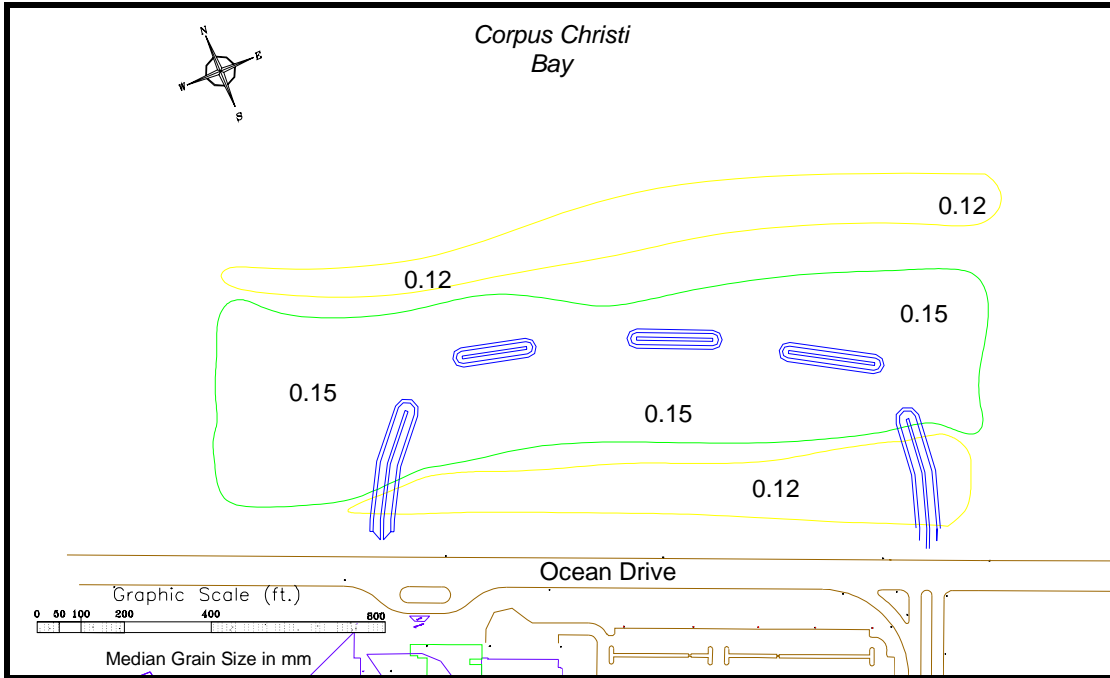 Corpus Christi
Bay
N
E
W
S
0.12
0.12
0.15
0.15
0.15
0.12
Ocean Drive
Graphic Scale (ft.)
0 50 100 200 400 800
Median Grain Size in mm